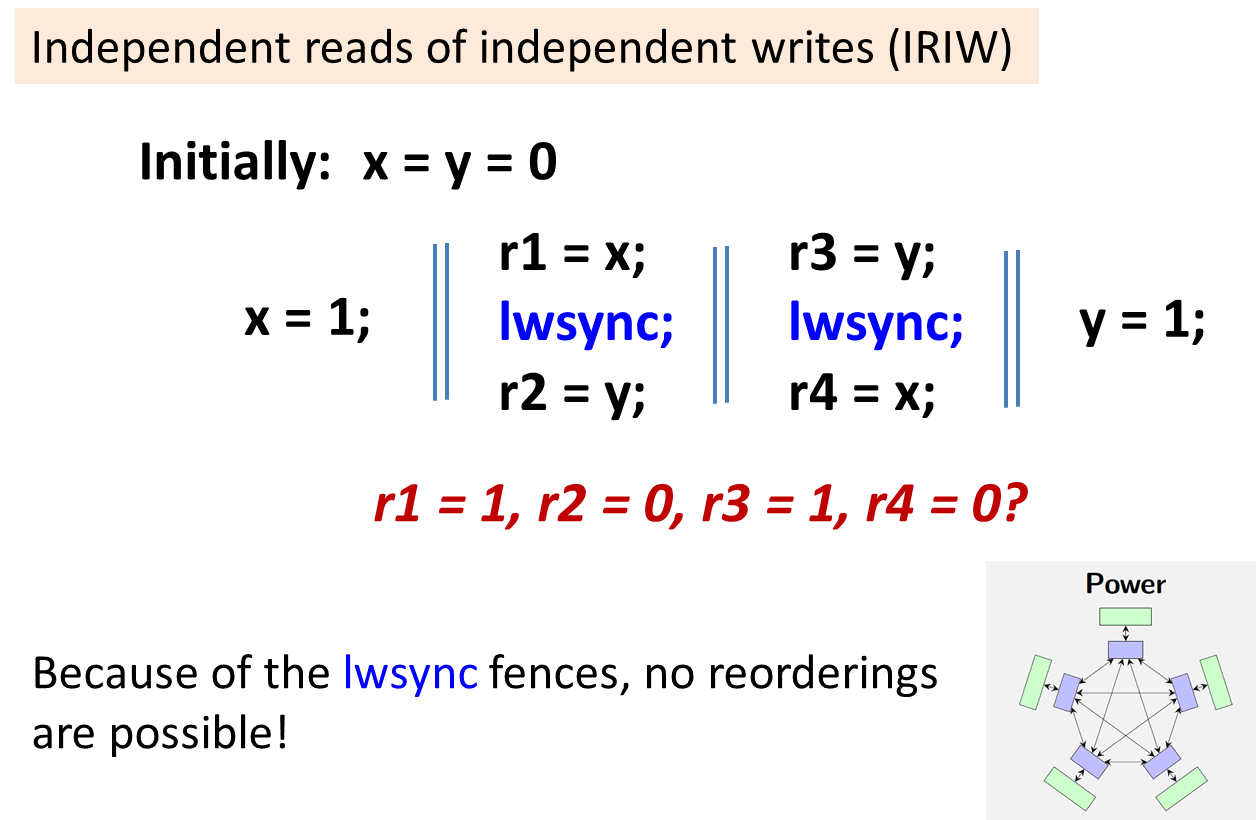 Independent reads of independent writes (IRIW)
Initially: x = y = 0
x = 1;
r1 = x;
lwsync;
r2 = y;
r3 = y;
lwsync;
r4 = x;
y = 1;
r1 = 1, r2 = 0, r3 = 1, r4 = 0?
Because of the lwsync fences, no reorderings
are possible!
Power